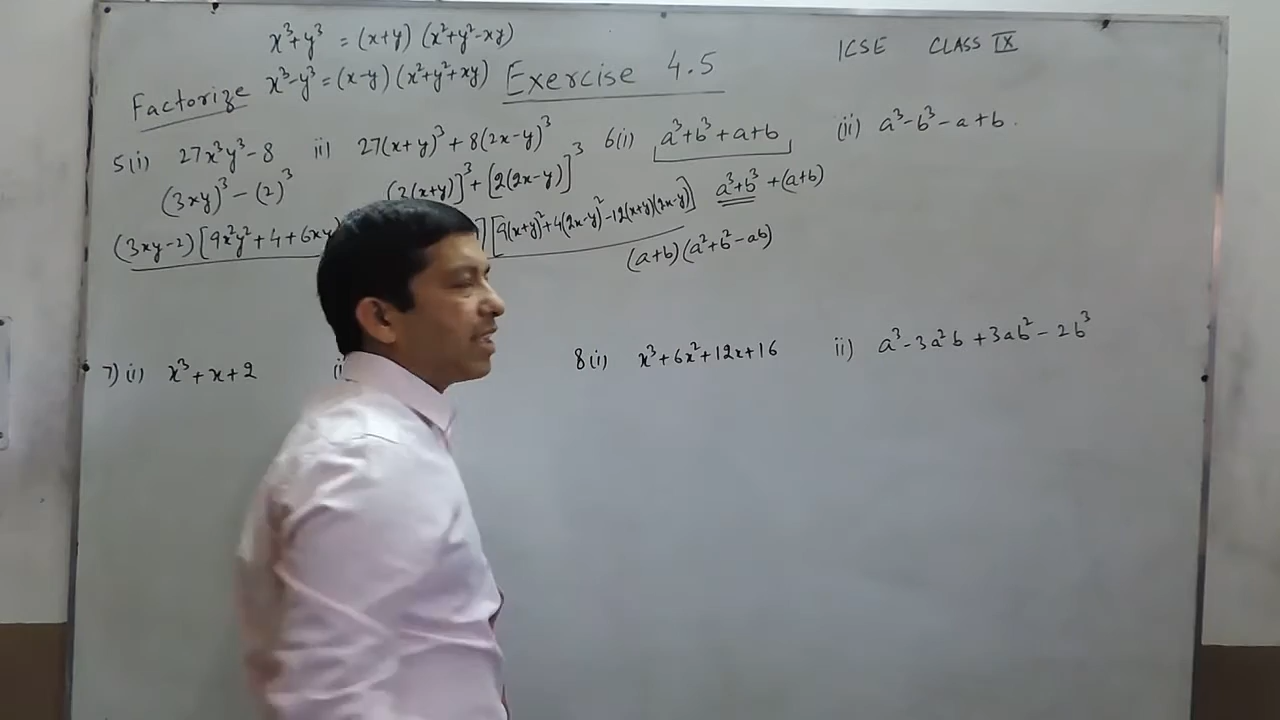 x³+y³ = (x+y) (x²+y²-xy)
ICSE CLASS IX
Factorize x³-y³ = (x-y) (x²+y²+xy) Exercise 4.5
5(i) 27x³y³-8 ii) 27(x+y)³ + 8(2x-y)³ 6(i) a³+b³+a+b (ii) a³-b³-a+b.
(3xy)³ - (2)³ (x+y)]³ + [2(2x-y)]³ a³+b³ + (a+b)
(3xy-2) [9x²y²+4+6xy ] [9(x+y)²+4(2x-y)²-12(x+y)(2x-y)]
(a+b) (a²+b²-ab)
7) (i) x³+x+2 (i 8(i) x³+6x²+12x+16 ii) a³-3a²b+3ab²-2b³